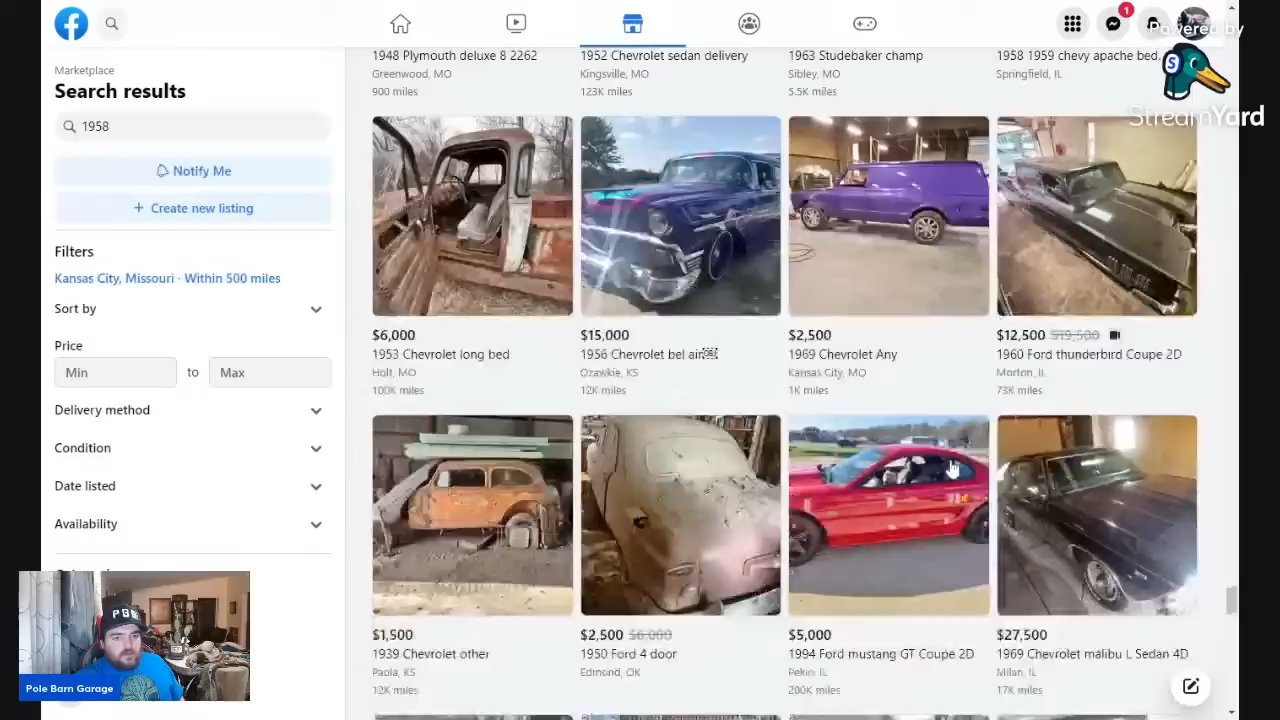 1
Powered by
StreamYard
Marketplace
Search results
1958
Notify Me
+ Create new listing
Filters
Kansas City, Missouri · Within 500 miles
Sort by
Price
Min
to
Max
Delivery method
Condition
Date listed
Availability
1948 Plymouth deluxe 8 2262
Greenwood, MO
900 miles
1952 Chevrolet sedan delivery
Kingsville, MO
123K miles
1963 Studebaker champ
Sibley, MO
5.5K miles
1958 1959 chevy apache bed...
Springfield, IL
$6,000
1953 Chevrolet long bed
Holt, MO
100K miles
$15,000
1956 Chevrolet bel air
Ozawkie, KS
12K miles
$2,500
1969 Chevrolet Any
Kansas City, MO
1K miles
$12,500 $19,500
1960 Ford thunderbird Coupe 2D
Morton, IL
73K miles
$1,500
1939 Chevrolet other
Paola, KS
12K miles
$2,500 $6,000
1950 Ford 4 door
Edmond, OK
$5,000
1994 Ford mustang GT Coupe 2D
Pekin, IL
200K miles
$27,500
1969 Chevrolet malibu L Sedan 4D
Milan, IL
17K miles
PBG
Pole Barn Garage